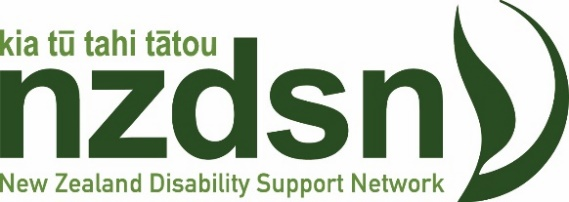 kia tū tahi tātou
nzdsn
New Zealand Disability Support Network